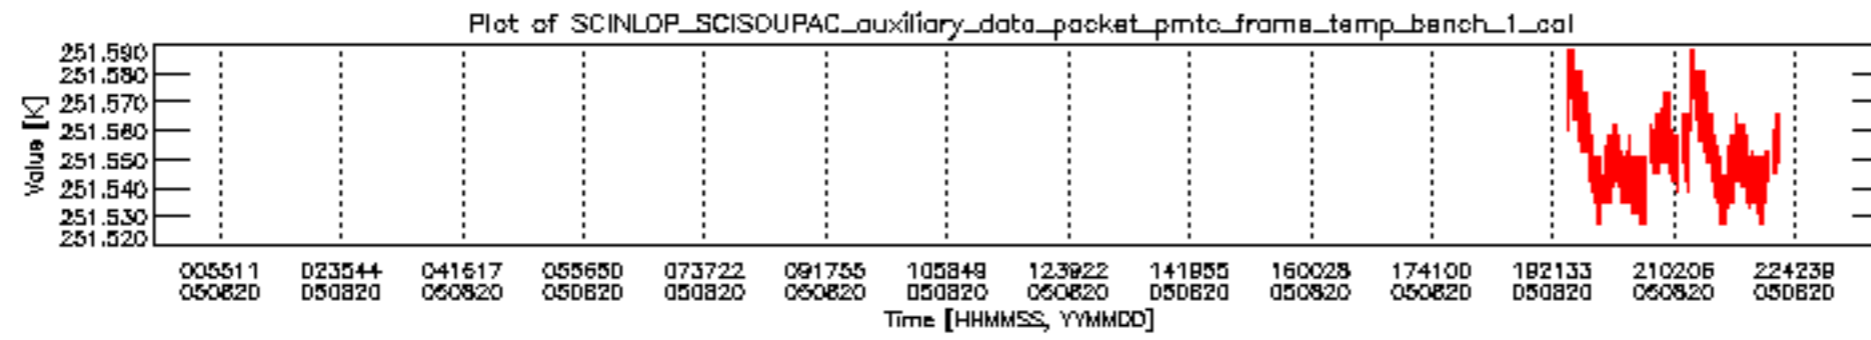 Plot of SCINLOP_SCISOUPAC_auxiliary_data_packet_pmtc_frame_temp_bench_1_cal
251.590
251.580
251.570
251.560
251.550
251.540
251.530
251.520
Value [K]
005511 023544 041617 055650 073722 091755 105849 123922 141955 160028 174100 192133 210206 224239
050820 050820 050820 050820 050820 050820 050820 050820 050820 050820 050820 050820 050820 050820
Time [HHMMSS, YYMMDD]